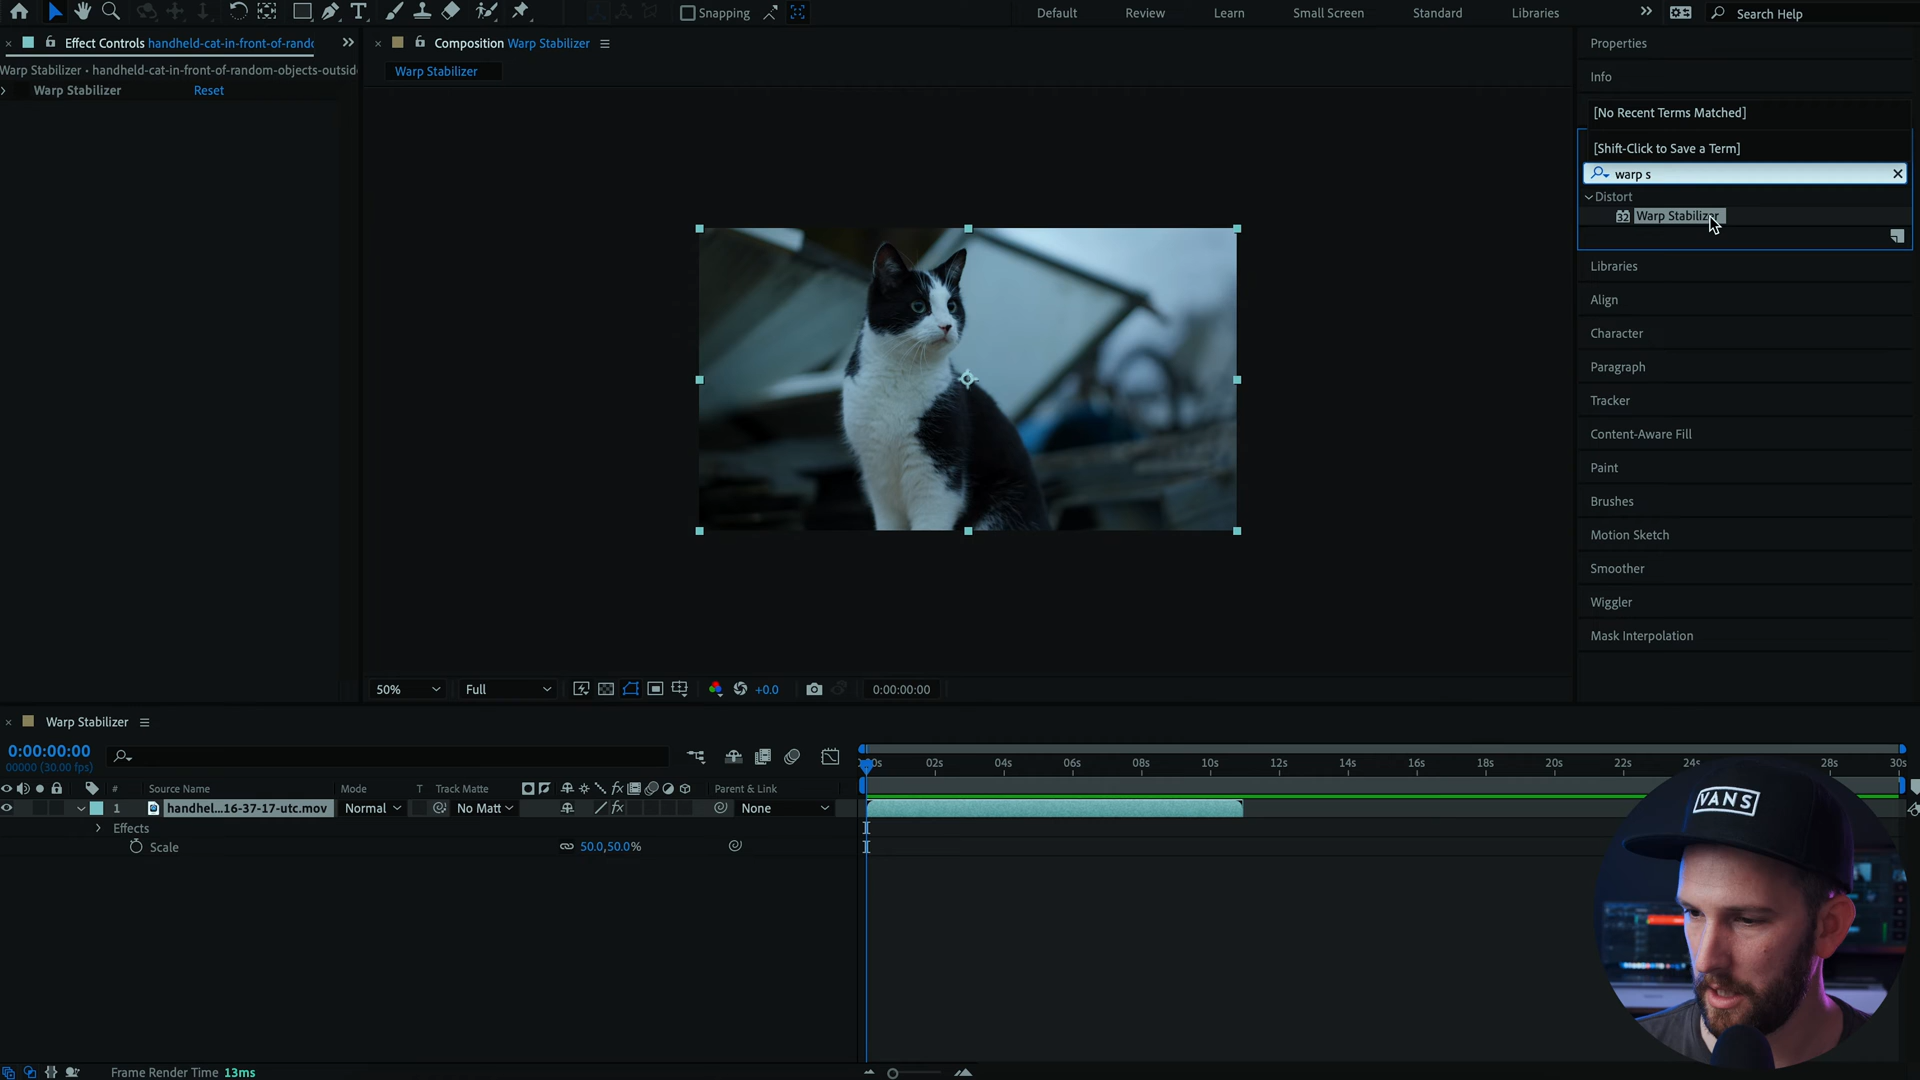 Snapping
Default
Review
Learn
Small Screen
Standard
Libraries
Search Help
Effect Controls handheld-cat-in-front-of-rando
Composition Warp Stabilizer
Properties
Warp Stabilizer • handheld-cat-in-front-of-random-objects-outsid
Warp Stabilizer
Info
Warp Stabilizer
Reset
[No Recent Terms Matched]
[Shift-Click to Save a Term]
warp s
Distort
32 Warp Stabilizer
Libraries
Align
Character
Paragraph
Tracker
Content-Aware Fill
Paint
Brushes
Motion Sketch
Smoother
Wiggler
Mask Interpolation
50%
Full
+0.0
0:00:00:00
Warp Stabilizer
0:00:00:00
00000 (30.00 fps)
02s 04s 06s 08s 10s 12s 14s 16s 18s 20s 22s 24s 28s 30s
# Source Name Mode T Track Matte fx Parent & Link
1 handhel...16-37-17-utc.mov Normal No Matt fx None
Effects
Scale 50.0,50.0%
VANS
Frame Render Time 13ms